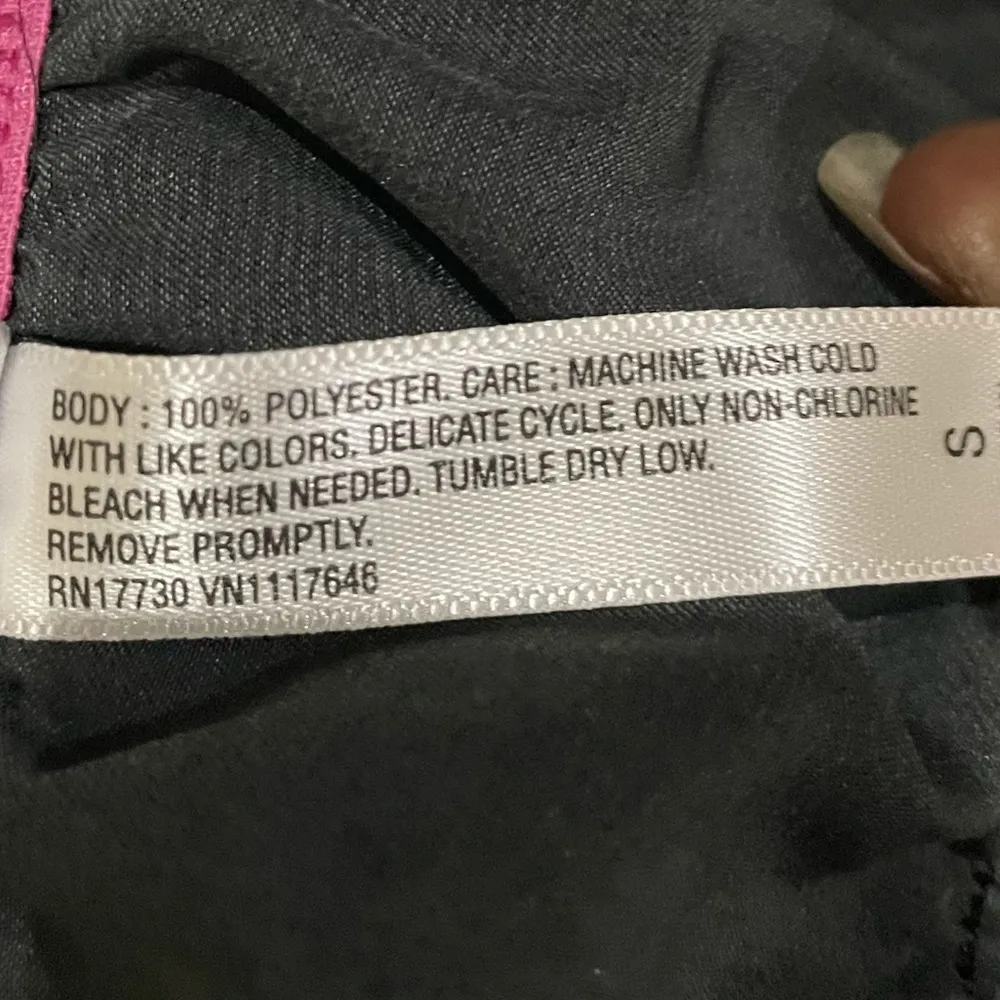 BODY : 100% POLYESTER. CARE : MACHINE WASH COLD
WITH LIKE COLORS. DELICATE CYCLE. ONLY NON-CHLORINE
BLEACH WHEN NEEDED. TUMBLE DRY LOW.
REMOVE PROMPTLY.
RN17730 VN1117646
S